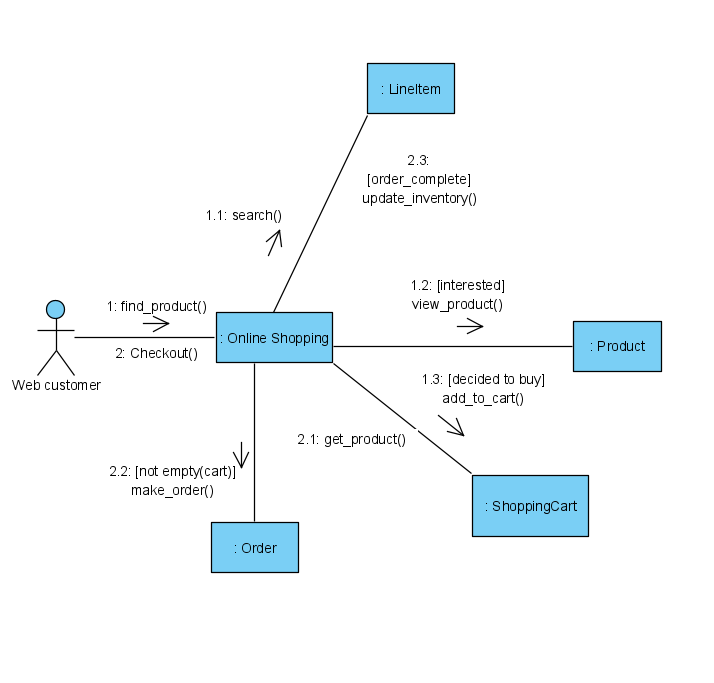 : LineItem
2.3:
[order_complete]
update_inventory()
1.1: search()
1.2: [interested]
view_product()
1: find_product()
: Online Shopping
: Product
2: Checkout()
Web customer
1.3: [decided to buy]
add_to_cart()
2.1: get_product()
2.2: [not empty(cart)]
make_order()
: ShoppingCart
: Order